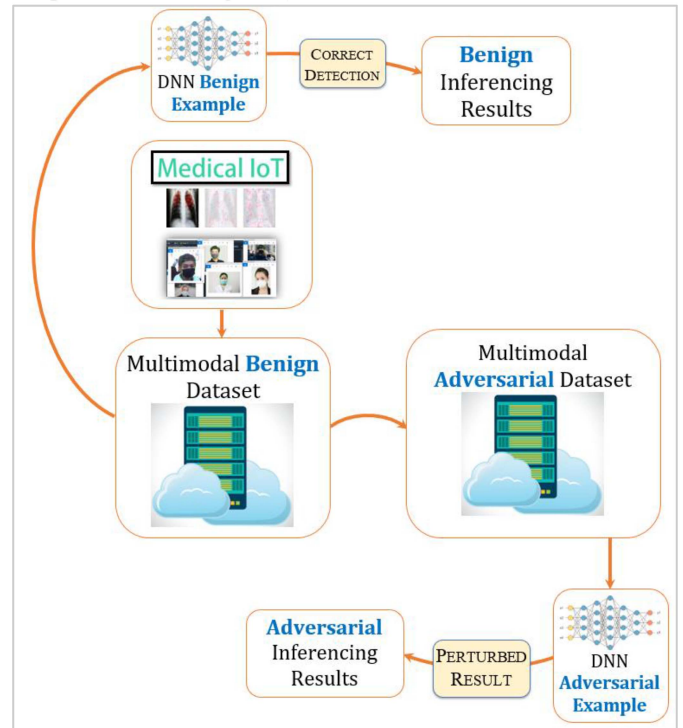 DNN Benign
Example
CORRECT
DETECTION
Benign
Inferencing
Results
Medical IoT
Multimodal Benign
Dataset
Multimodal
Adversarial Dataset
Adversarial
Inferencing
Results
PERTURBED
RESULT
DNN
Adversarial
Example